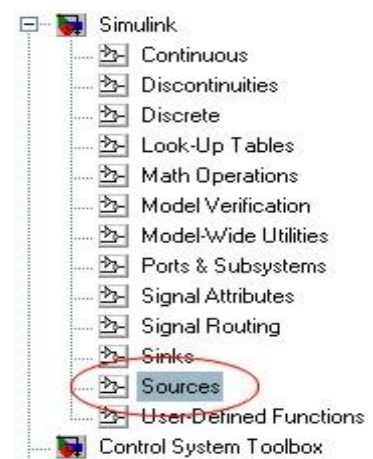 Simulink
Continuous
Discontinuities
Discrete
Look-Up Tables
Math Operations
Model Verification
Model-Wide Utilities
Ports & Subsystems
Signal Attributes
Signal Routing
Sinks
Sources
User-Defined Functions
Control System Toolbox